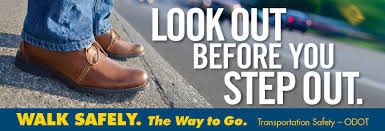 LOOK OUT
BEFORE YOU
STEP OUT.
WALK SAFELY. The Way to Go. Transportation Safety – ODOT